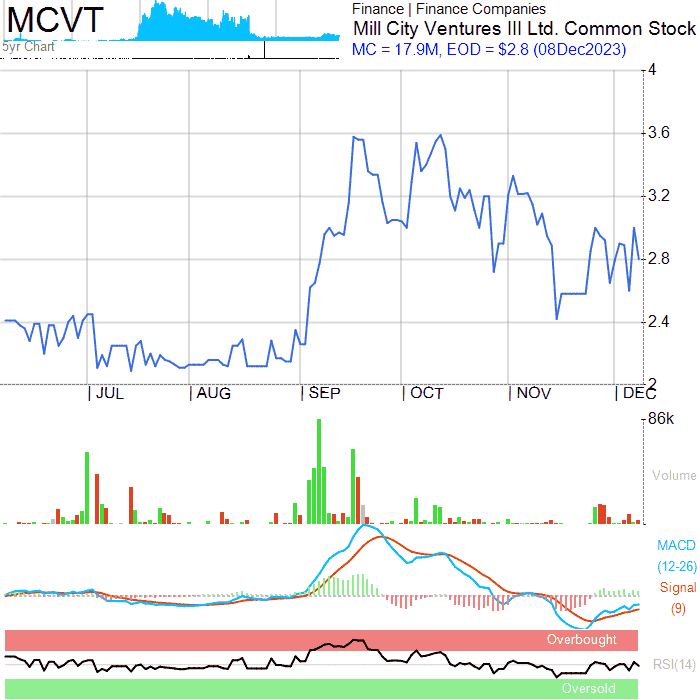 MCVT
5yr Chart
Finance | Finance Companies
Mill City Ventures III Ltd. Common Stock
MC = 17.9M, EOD = $2.8 (08Dec2023)
4
3.6
3.2
2.8
2.4
2
JUL AUG SEP OCT NOV DEC
86k
Volume
MACD
(12-26)
Signal
(9)
Overbought
RSI(14)
Oversold